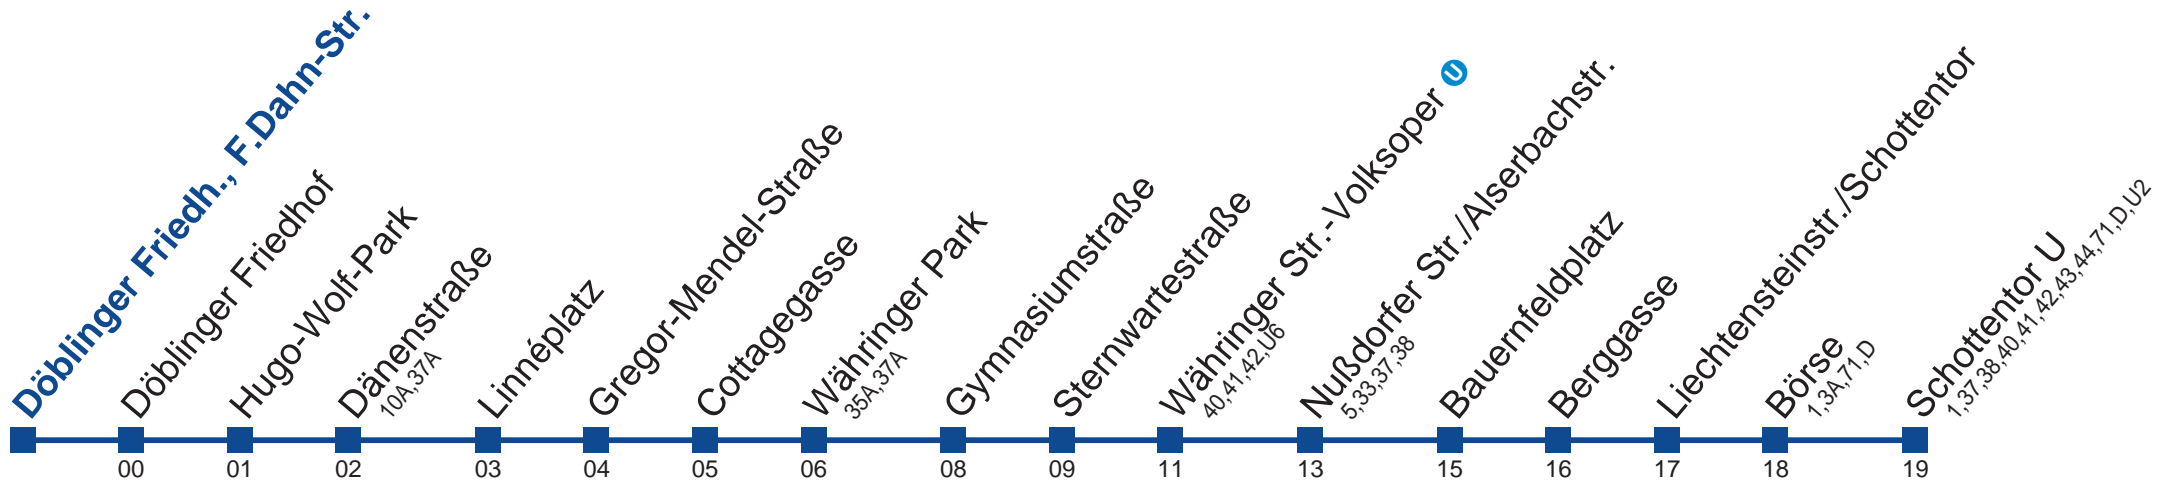 Döblinger Friedh., F.Dahn-Str.
Döblinger Friedhof
Hugo-Wolf-Park
Dänenstraße
10A,37A
Linnéplatz
Gregor-Mendel-Straße
Cottagegasse
Währinger Park
35A,37A
Gymnasiumstraße
Sternwartestraße
Währinger Str.-Volksoper U
40,41,42,U6
Nußdorfer Str./Alserbachstr.
5,33,37,38
Bauernfeldplatz
Berggasse
Liechtensteinstr./Schottentor
Börse
1,3A,71,D
Schottentor U
1,37,38,40,41,42,43,44,71,D,U2
00 01 02 03 04 05 06 08 09 11 13 15 16 17 18 19